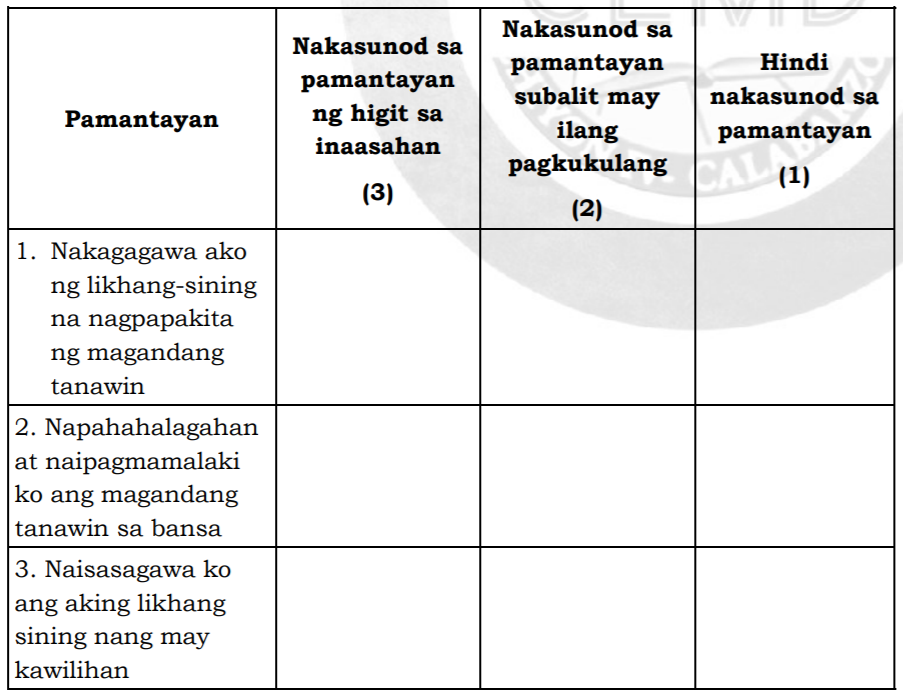 Pamantayan
Nakasunod sa
pamantayan
ng higit sa
inaasahan
(3)
Nakasunod sa
pamantayan
subalit may
ilang
pagkukulang
(2)
Hindi
nakasunod sa
pamantayan
(1)
1. Nakagagawa ako
ng likhang-sining
na nagpapakita
ng magandang
tanawin
2. Napahahalagahan
at naipagmamalaki
ko ang magandang
tanawin sa bansa
3. Naisasagawa ko
ang aking likhang
sining nang may
kawilihan